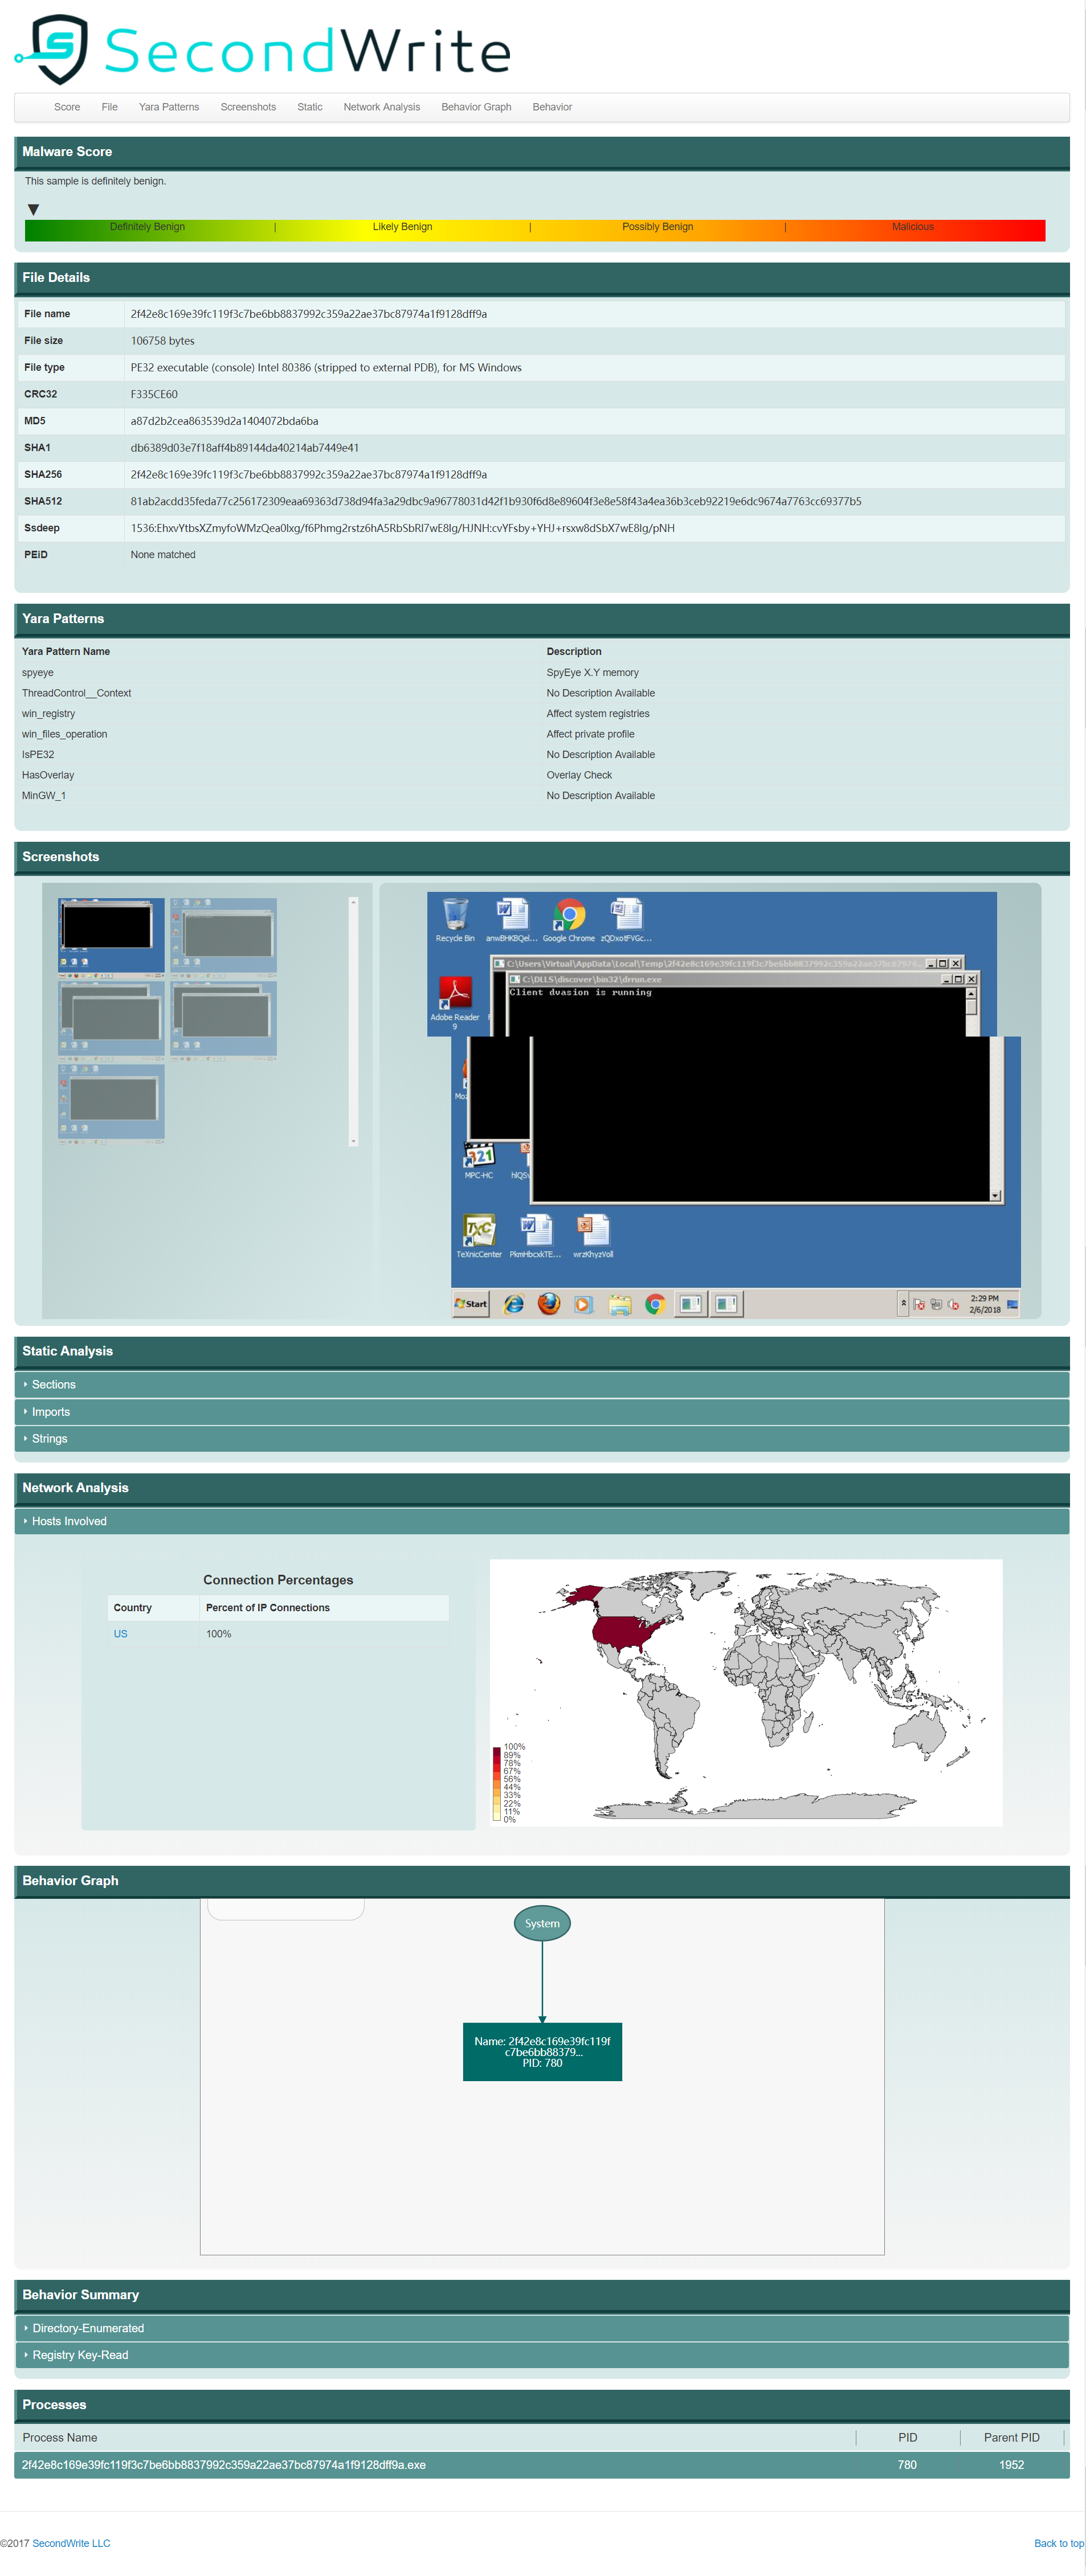 SecondWrite
Score File Yara Patterns Screenshots Static Network Analysis Behavior Graph Behavior
Malware Score
This sample is definitely benign.
Definitely Benign | Likely Benign | Possibly Benign | Malicious
File Details
File name 2f42e8c169e39fc119f3c7be6bb8837992c359a22ae37bc87974a1f9128dff9a
File size 106758 bytes
File type PE32 executable (console) Intel 80386 (stripped to external PDB), for MS Windows
CRC32 F335CE60
MD5 a87d2b2cea863539d2a1404072bda6ba
SHA1 db6389d03e7f18aff4b89144da40214ab7449e41
SHA256 2f42e8c169e39fc119f3c7be6bb8837992c359a22ae37bc87974a1f9128dff9a
SHA512 81ab2acdd35feda77c256172309eaa69363d738d94fa3a29dbc9a96778031d42f1b930f6d8e89604f3e8e58f43a4ea36b3ceb92219e6dc9674a7763cc69377b5
Ssdeep 1536:EhxvYtbsXZmyfoWMzQea0lxg/f6Phmg2rstz6hA5RbSbRl7wE8lg/HJNH:cvYFsby+YHJ+rsxw8dSbX7wE8lg/pNH
PEiD None matched
Yara Patterns
Yara Pattern Name Description
spyeye SpyEye X.Y memory
ThreadControl__Context No Description Available
win_registry Affect system registries
win_files_operation Affect private profile
IsPE32 No Description Available
HasOverlay Overlay Check
MinGW_1 No Description Available
Screenshots
Recycle Bin anwBHKBQel... Google Chrome zQDxotFVGc...
C:\Users\Virtual\AppData\Local\Temp\2f42e8c169e39fc119f3c7be6bb8837992c359a22ae37bc87974...
C:\DLLS\discover\bin32\drrun.exe
Client dvasion is running
Adobe Reader
9
Moz
MPC-HC hlQSv
TeXnicCenter PkmHbcxkTE... wrzKhyzVoll
Start
2:29 PM
2/6/2018
Static Analysis
Sections
Imports
Strings
Network Analysis
Hosts Involved
Connection Percentages
Country Percent of IP Connections
US 100%
100%
89%
78%
67%
56%
44%
33%
22%
11%
0%
Behavior Graph
System
Name: 2f42e8c169e39fc119f
c7be6bb88379...
PID: 780
Behavior Summary
Directory-Enumerated
Registry Key-Read
Processes
Process Name | PID | Parent PID |
2f42e8c169e39fc119f3c7be6bb8837992c359a22ae37bc87974a1f9128dff9a.exe 780 1952
©2017 SecondWrite LLC Back to top